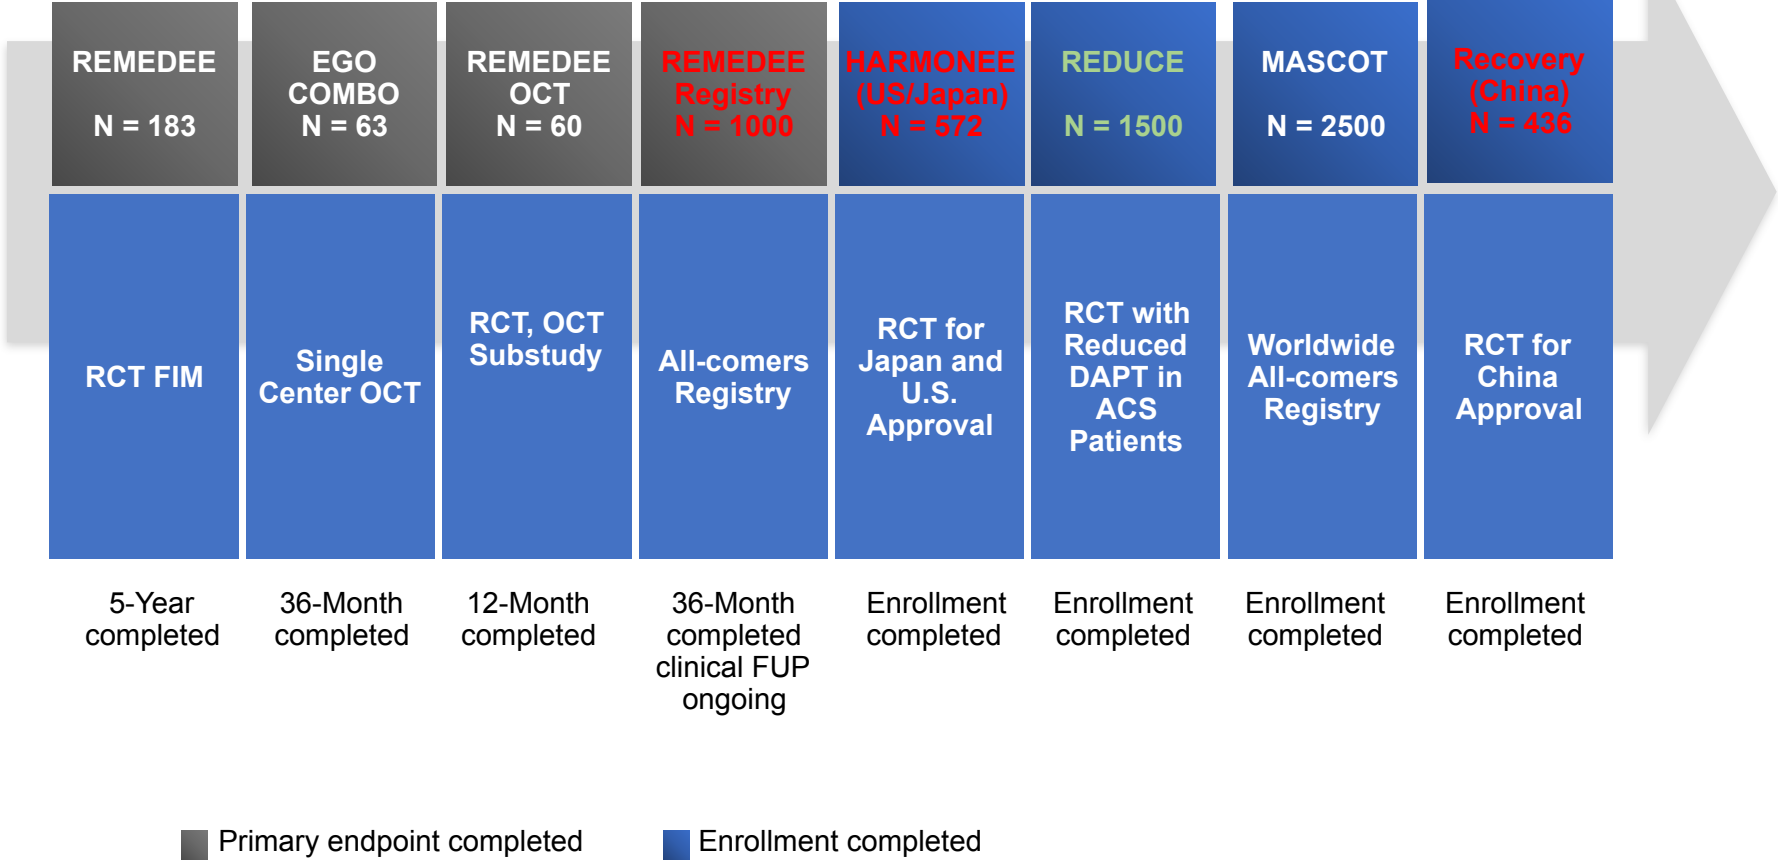 REMEDEE
N = 183
EGO
COMBO
N = 63
REMEDEE
OCT
N = 60
REMEDEE
Registry
N = 1000
HARMONEE
(US/Japan)
N = 572
REDUCE
N = 1500
MASCOT
N = 2500
Recovery
(China)
N = 436
RCT FIM
Single
Center OCT
RCT, OCT
Substudy
All-comers
Registry
RCT for
Japan and
U.S.
Approval
RCT with
Reduced
DAPT in
ACS
Patients
Worldwide
All-comers
Registry
RCT for
China
Approval
5-Year
completed
36-Month
completed
12-Month
completed
36-Month
completed
clinical FUP
ongoing
Enrollment
completed
Enrollment
completed
Enrollment
completed
Enrollment
completed
Primary endpoint completed
Enrollment completed